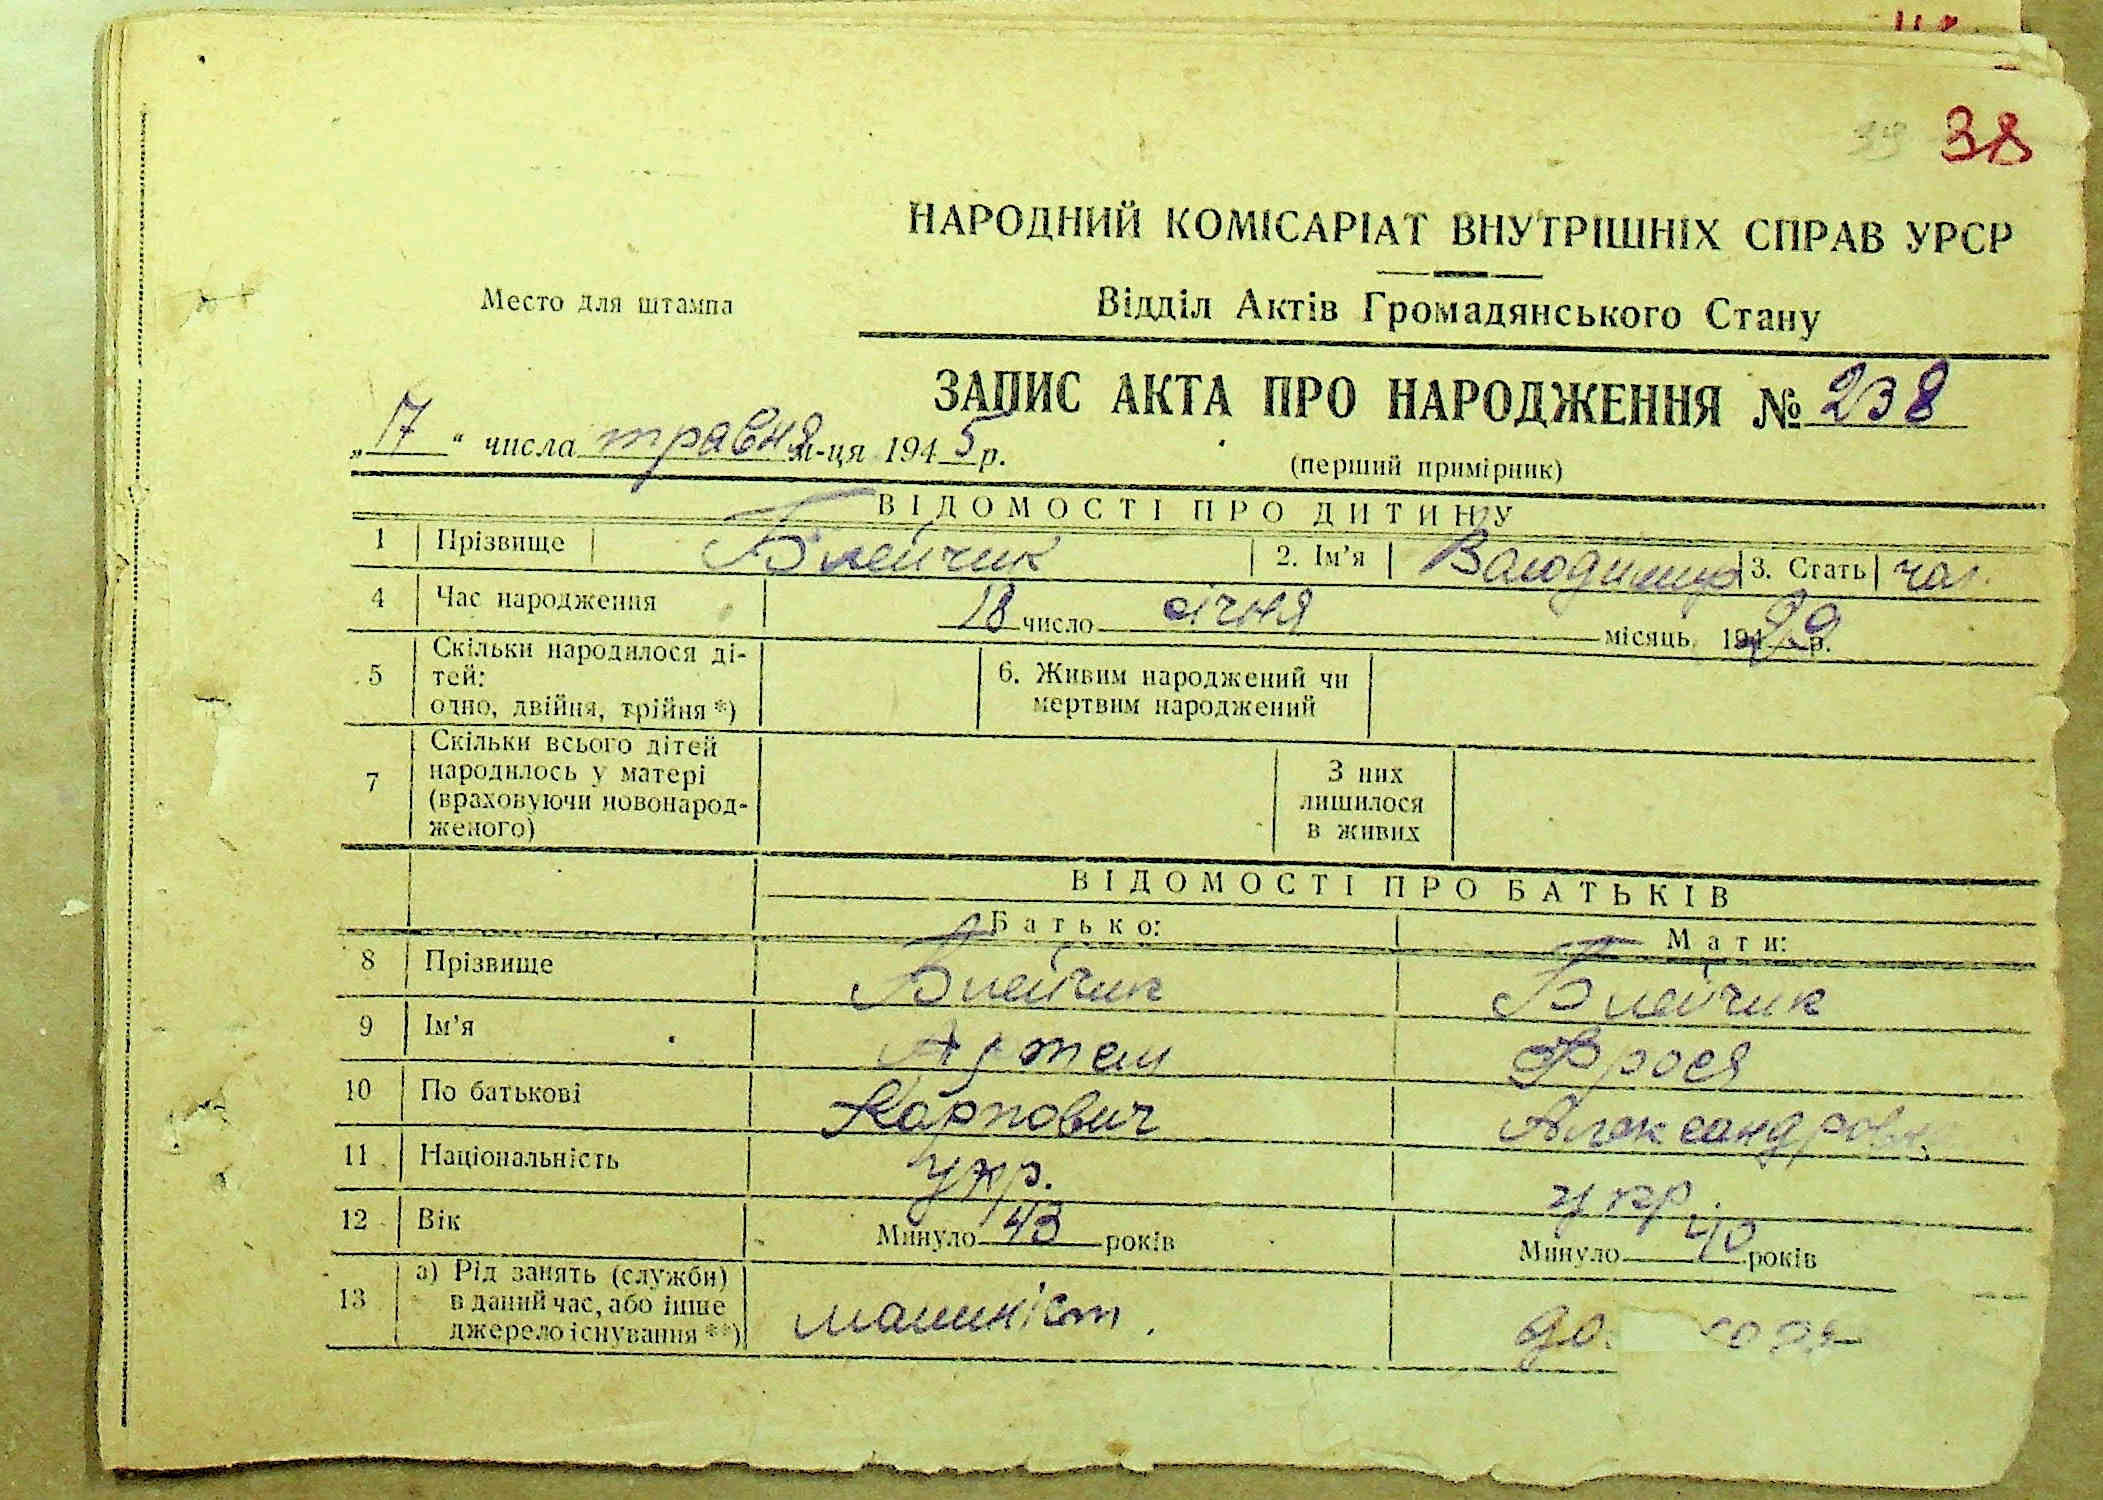 38
НАРОДНИЙ КОМІСАРІАТ ВНУТРІШНІХ СПРАВ УРСР
Место для штампа
Відділ Актів Громадянського Стану
ЗАПИС АКТА ПРО НАРОДЖЕННЯ № 238
„17“ числа травня м-ця 1945 р.
(перший примірник)
ВІДОМОСТІ ПРО ДИТИНУ
1 Прізвище Блейчик 2. Ім’я Володимир 3. Стать чол.
4 Час народження 18 число січня місяць 1929 р.
5 Скільки народилося ді-
тей:
одно, двійня, трійня *)
6. Живим народжений чи
мертвим народжений
7 Скільки всього дітей
народилось у матері
(враховуючи новонарод-
женого)
З них
лишилося
в живих
ВІДОМОСТІ ПРО БАТЬКІВ
Батько: Мати:
8 Прізвище Блейчик Блейчик
9 Ім’я Артем Фрося
10 По батькові Карпович Александровна
11 Національність укр. укр.
12 Вік Минуло 43 років Минуло 40 років
13 а) Рід занять (служби)
в даний час, або інше
джерело існування **)
машиніст.